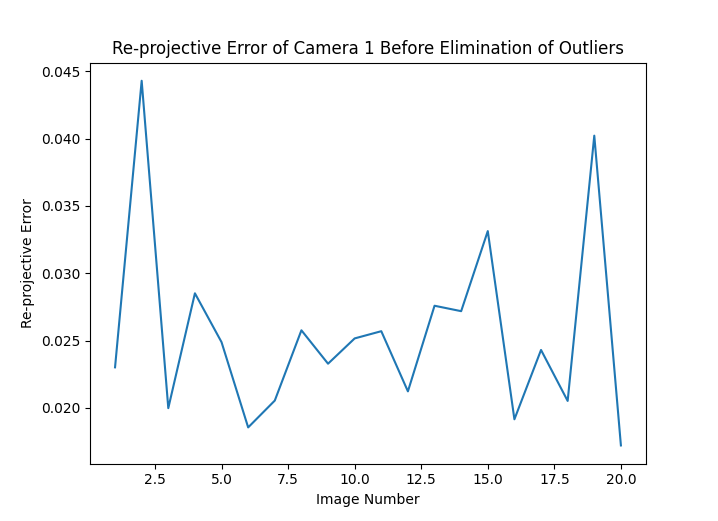 Re-projective Error of Camera 1 Before Elimination of Outliers
0.045
0.040
0.035
0.030
0.025
0.020
Re-projective Error
2.5 5.0 7.5 10.0 12.5 15.0 17.5 20.0
Image Number